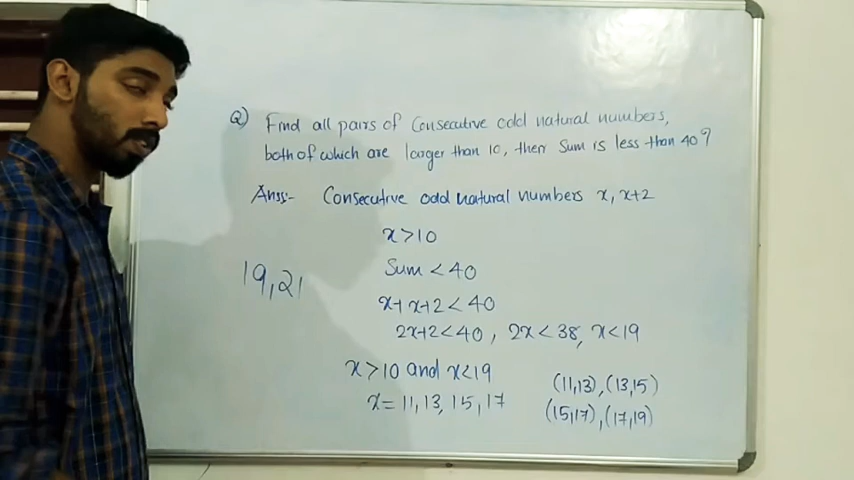 Q) Find all pairs of Consecutive odd natural numbers,
both of which are larger than 10, their Sum is less than 40?
Ans:- Consecutive odd natural numbers x, x+2
x>10
19,21
Sum < 40
x+x+2<40
2x+2<40, 2x<38, x<19
x>10 and x<19
x= 11, 13, 15, 17
(11,13),(13,15)
(15,17),(17,19)